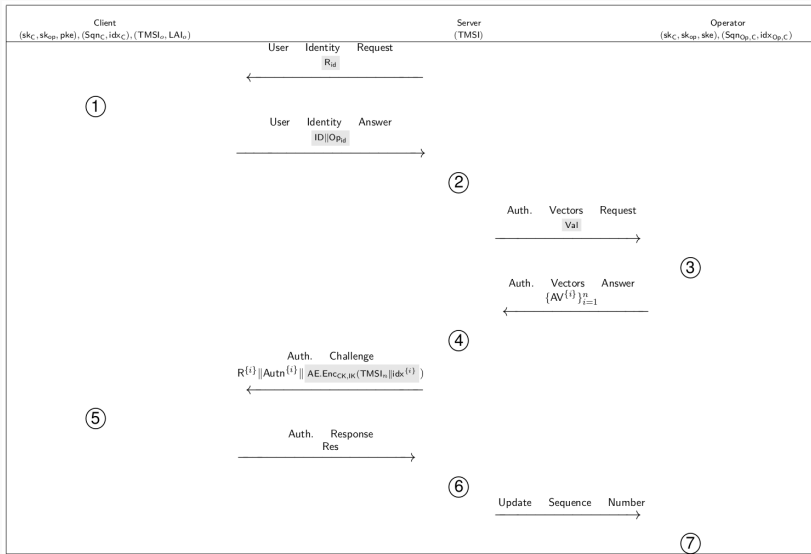 Client Server Operator
(sk_C, sk_op, pke), (Sqn_C, idx_C), (TMSI_o, LAI_o) (TMSI) (sk_C, sk_op, ske), (Sqn_Op,C, idx_Op,C)
User Identity Request
R_id
①
User Identity Answer
ID∥Op_id
②
Auth. Vectors Request
Val
③
Auth. Vectors Answer
{AV^{i}}_{i=1}^n
④
Auth. Challenge
R^{i}∥Autn^{i}∥ AE.Enc_CK,IK(TMSI_n∥idx^{i} )
⑤
Auth. Response
Res
⑥
Update Sequence Number
⑦